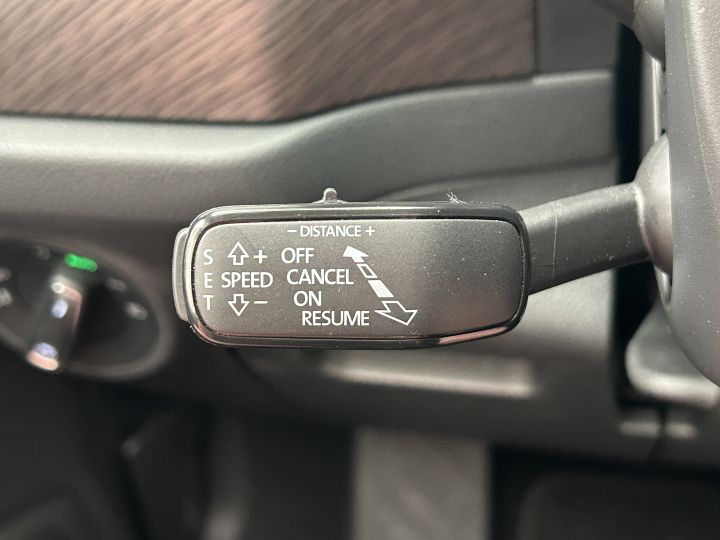 − DISTANCE +
S + OFF
E SPEED CANCEL
T − ON
RESUME